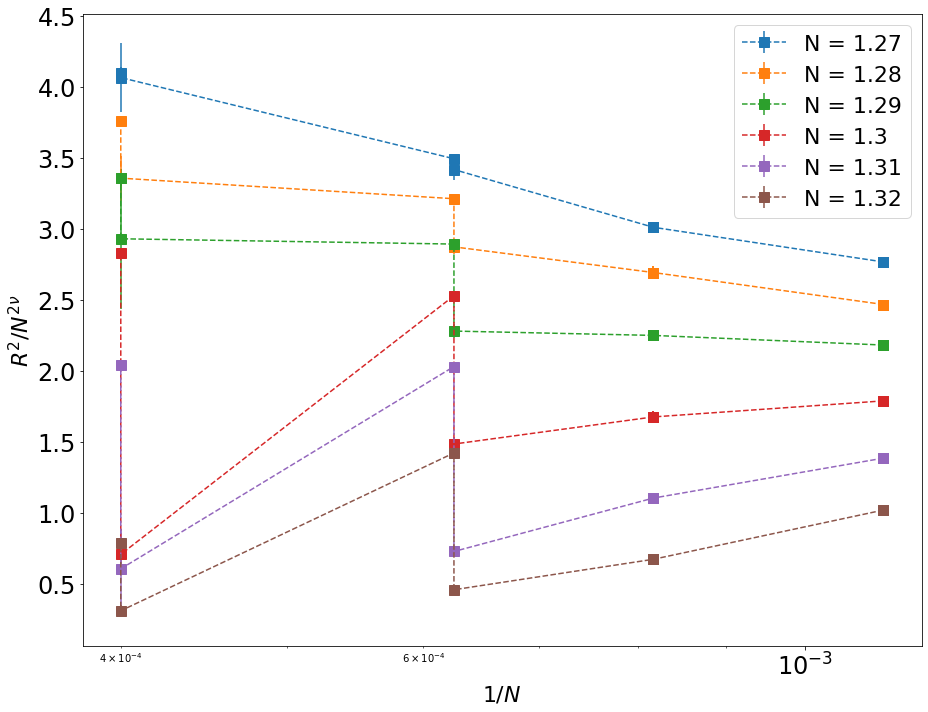 4.5
4.0
3.5
3.0
2.5
2.0
1.5
1.0
0.5
R²/N²ᵛ
N = 1.27
N = 1.28
N = 1.29
N = 1.3
N = 1.31
N = 1.32
4 × 10⁻⁴
6 × 10⁻⁴
10⁻³
1/N